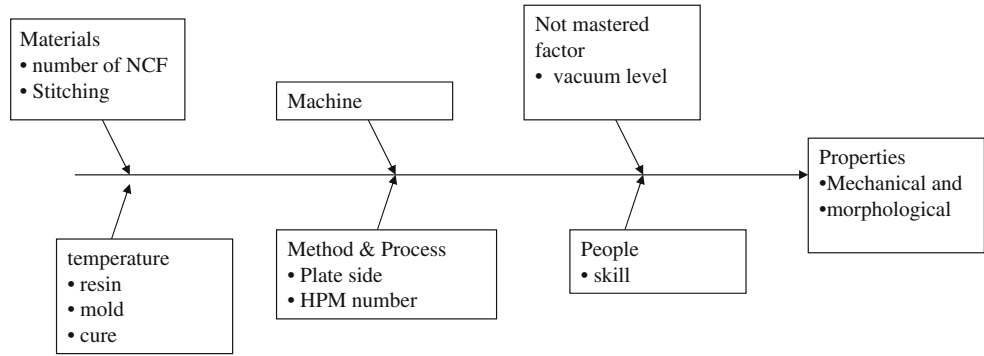 Materials
• number of NCF
• Stitching
Machine
Not mastered
factor
• vacuum level
Properties
•Mechanical and
•morphological
temperature
• resin
• mold
• cure
Method & Process
• Plate side
• HPM number
People
• skill